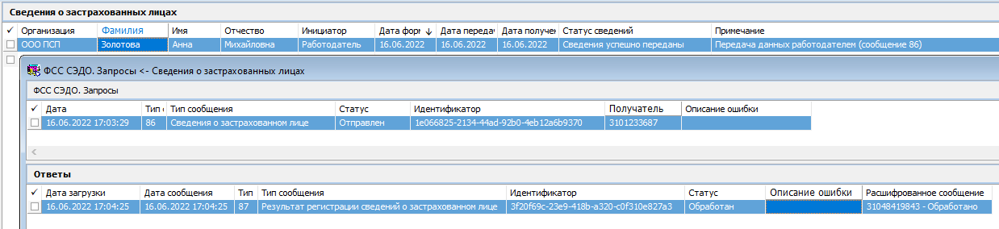 Сведения о застрахованных лицах
✓ Организация Фамилия Имя Отчество Инициатор Дата форм ↓ Дата передач Дата получен Статус сведений Примечание
ООО ПСП Золотова Анна Михайловна Работодатель 16.06.2022 16.06.2022 16.06.2022 Сведения успешно переданы Передача данных работодателем (сообщение 86)
ФСС СЭДО. Запросы <- Сведения о застрахованных лицах
ФСС СЭДО. Запросы
✓ Дата Тип с Тип сообщения Статус Идентификатор Получатель Описание ошибки
16.06.2022 17:03:29 86 Сведения о застрахованном лице Отправлен 1e066825-2134-44ad-92b0-4eb12a6b9370 3101233687
Ответы
✓ Дата загрузки Дата сообщения Тип Тип сообщения Идентификатор Статус Описание ошибки Расшифрованное сообщение
16.06.2022 17:04:25 16.06.2022 17:04:25 87 Результат регистрации сведений о застрахованном лице 3f20f69c-23e9-418b-a320-c0f310e827a3 Обработан 31048419843 - Обработано